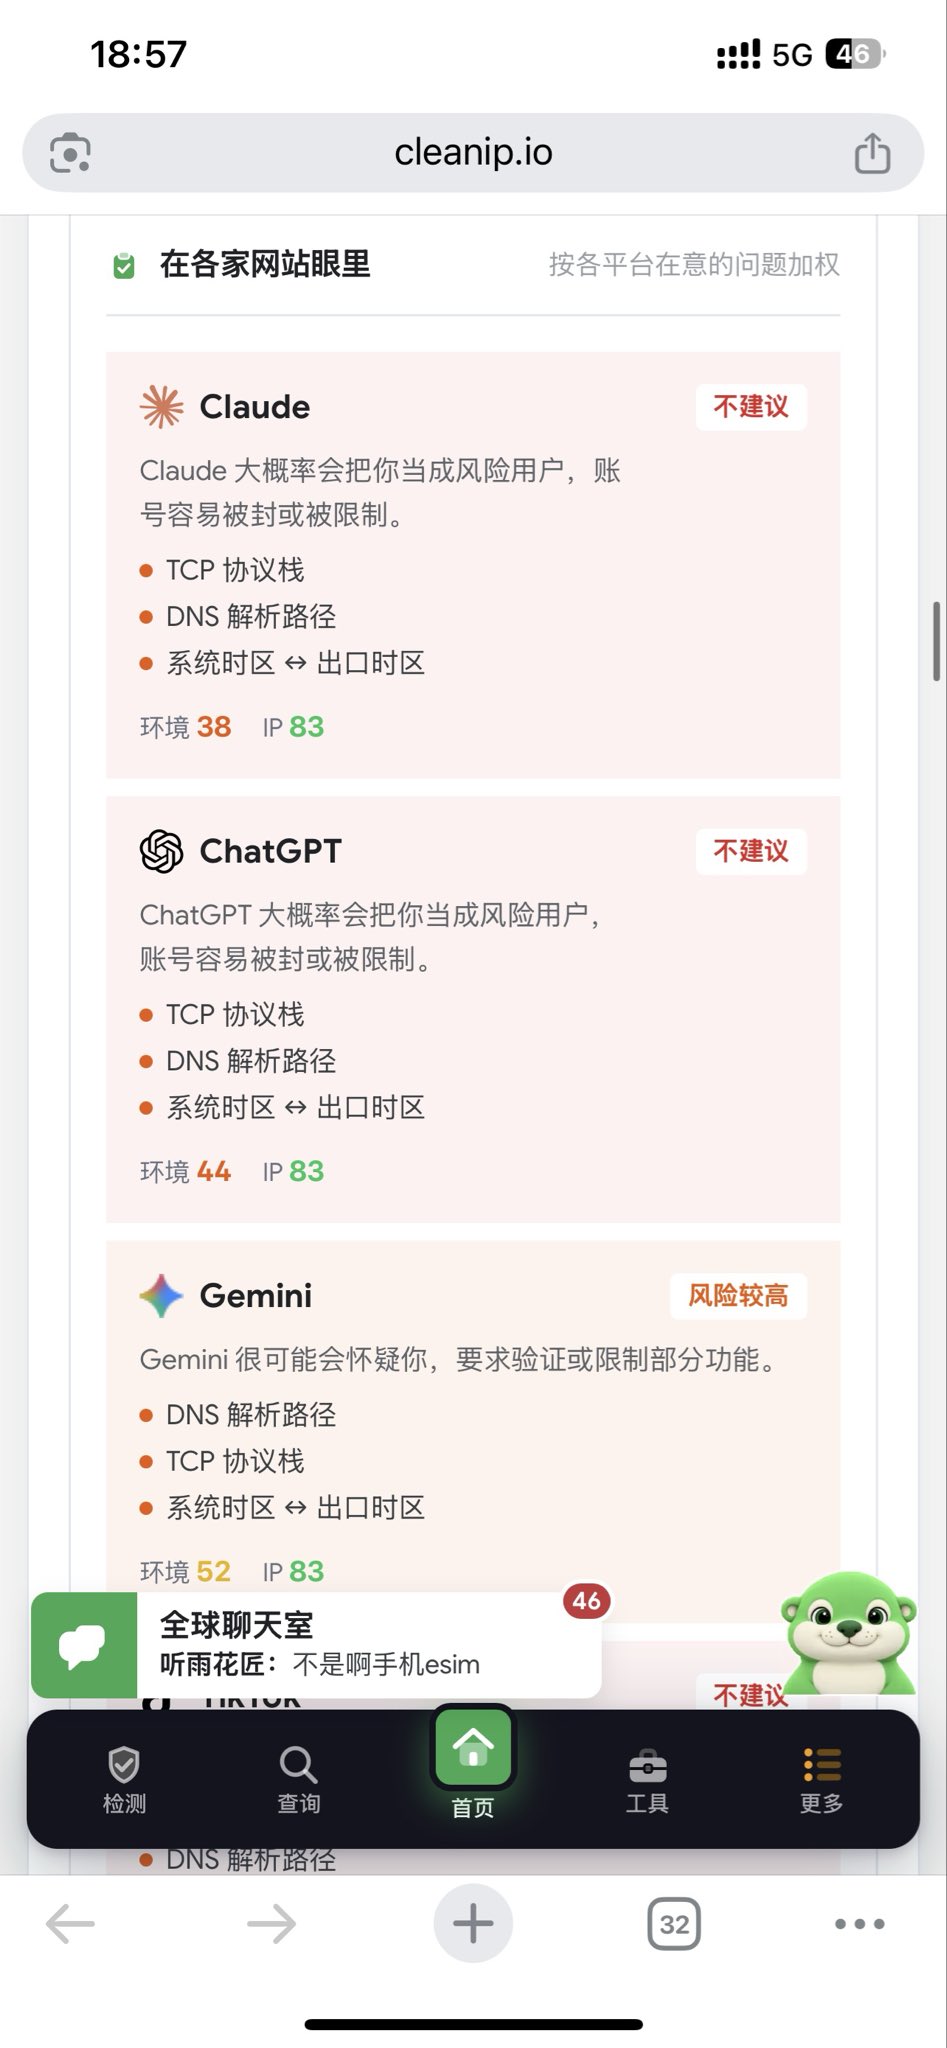 18:57
5G 46
cleanip.io
在各家网站眼里
按各平台在意的问题加权
Claude
不建议
Claude 大概率会把你当成风险用户，账
号容易被封或被限制。
TCP 协议栈
DNS 解析路径
系统时区 ↔ 出口时区
环境 38 IP 83
ChatGPT
不建议
ChatGPT 大概率会把你当成风险用户，
账号容易被封或被限制。
TCP 协议栈
DNS 解析路径
系统时区 ↔ 出口时区
环境 44 IP 83
Gemini
风险较高
Gemini 很可能会怀疑你，要求验证或限制部分功能。
DNS 解析路径
TCP 协议栈
系统时区 ↔ 出口时区
环境 52 IP 83
46
全球聊天室
听雨花匠：不是啊手机esim
TikTok
不建议
检测
查询
首页
工具
更多
DNS 解析路径
32